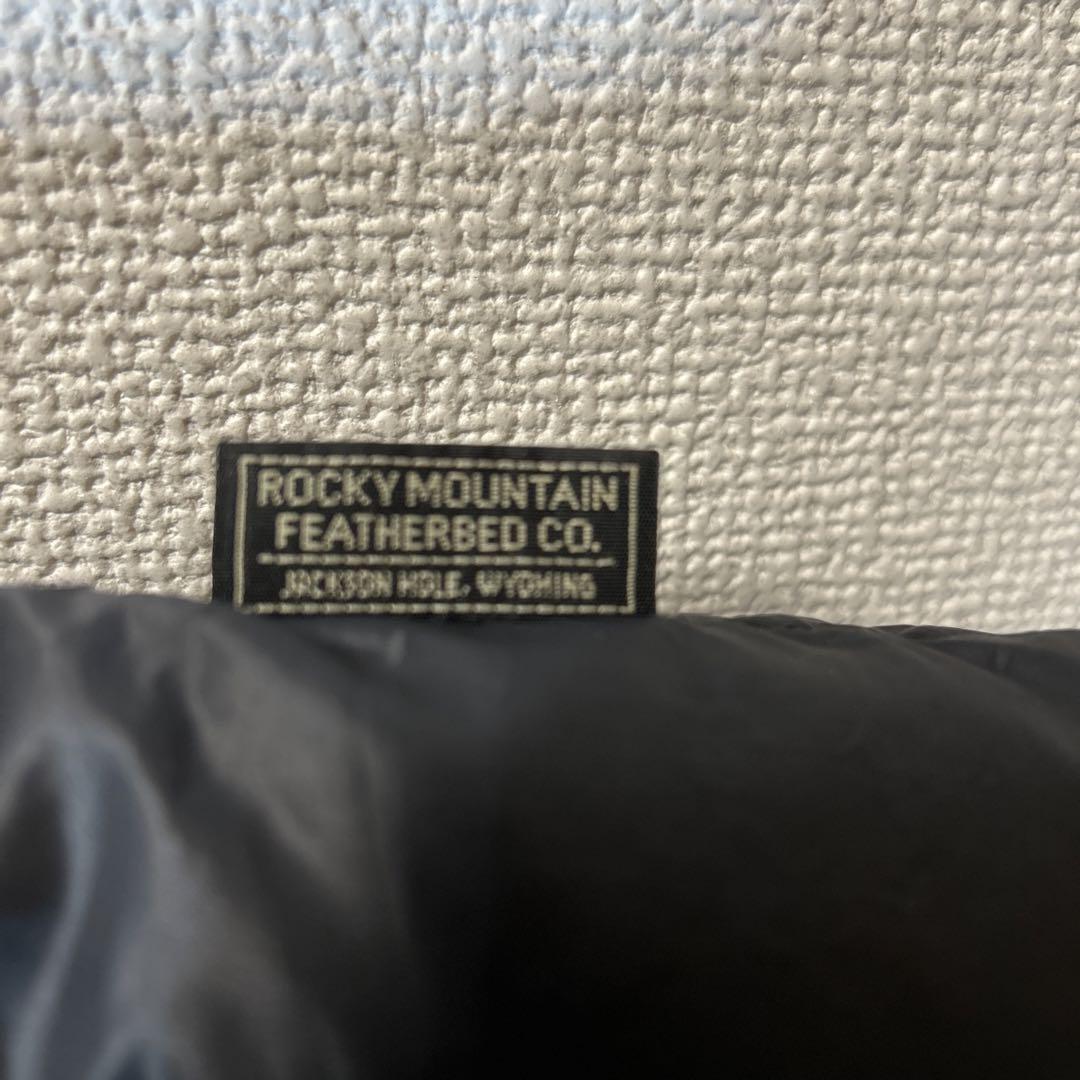 ROCKY MOUNTAIN
FEATHERBED CO.
JACKSON HOLE, WYOMING